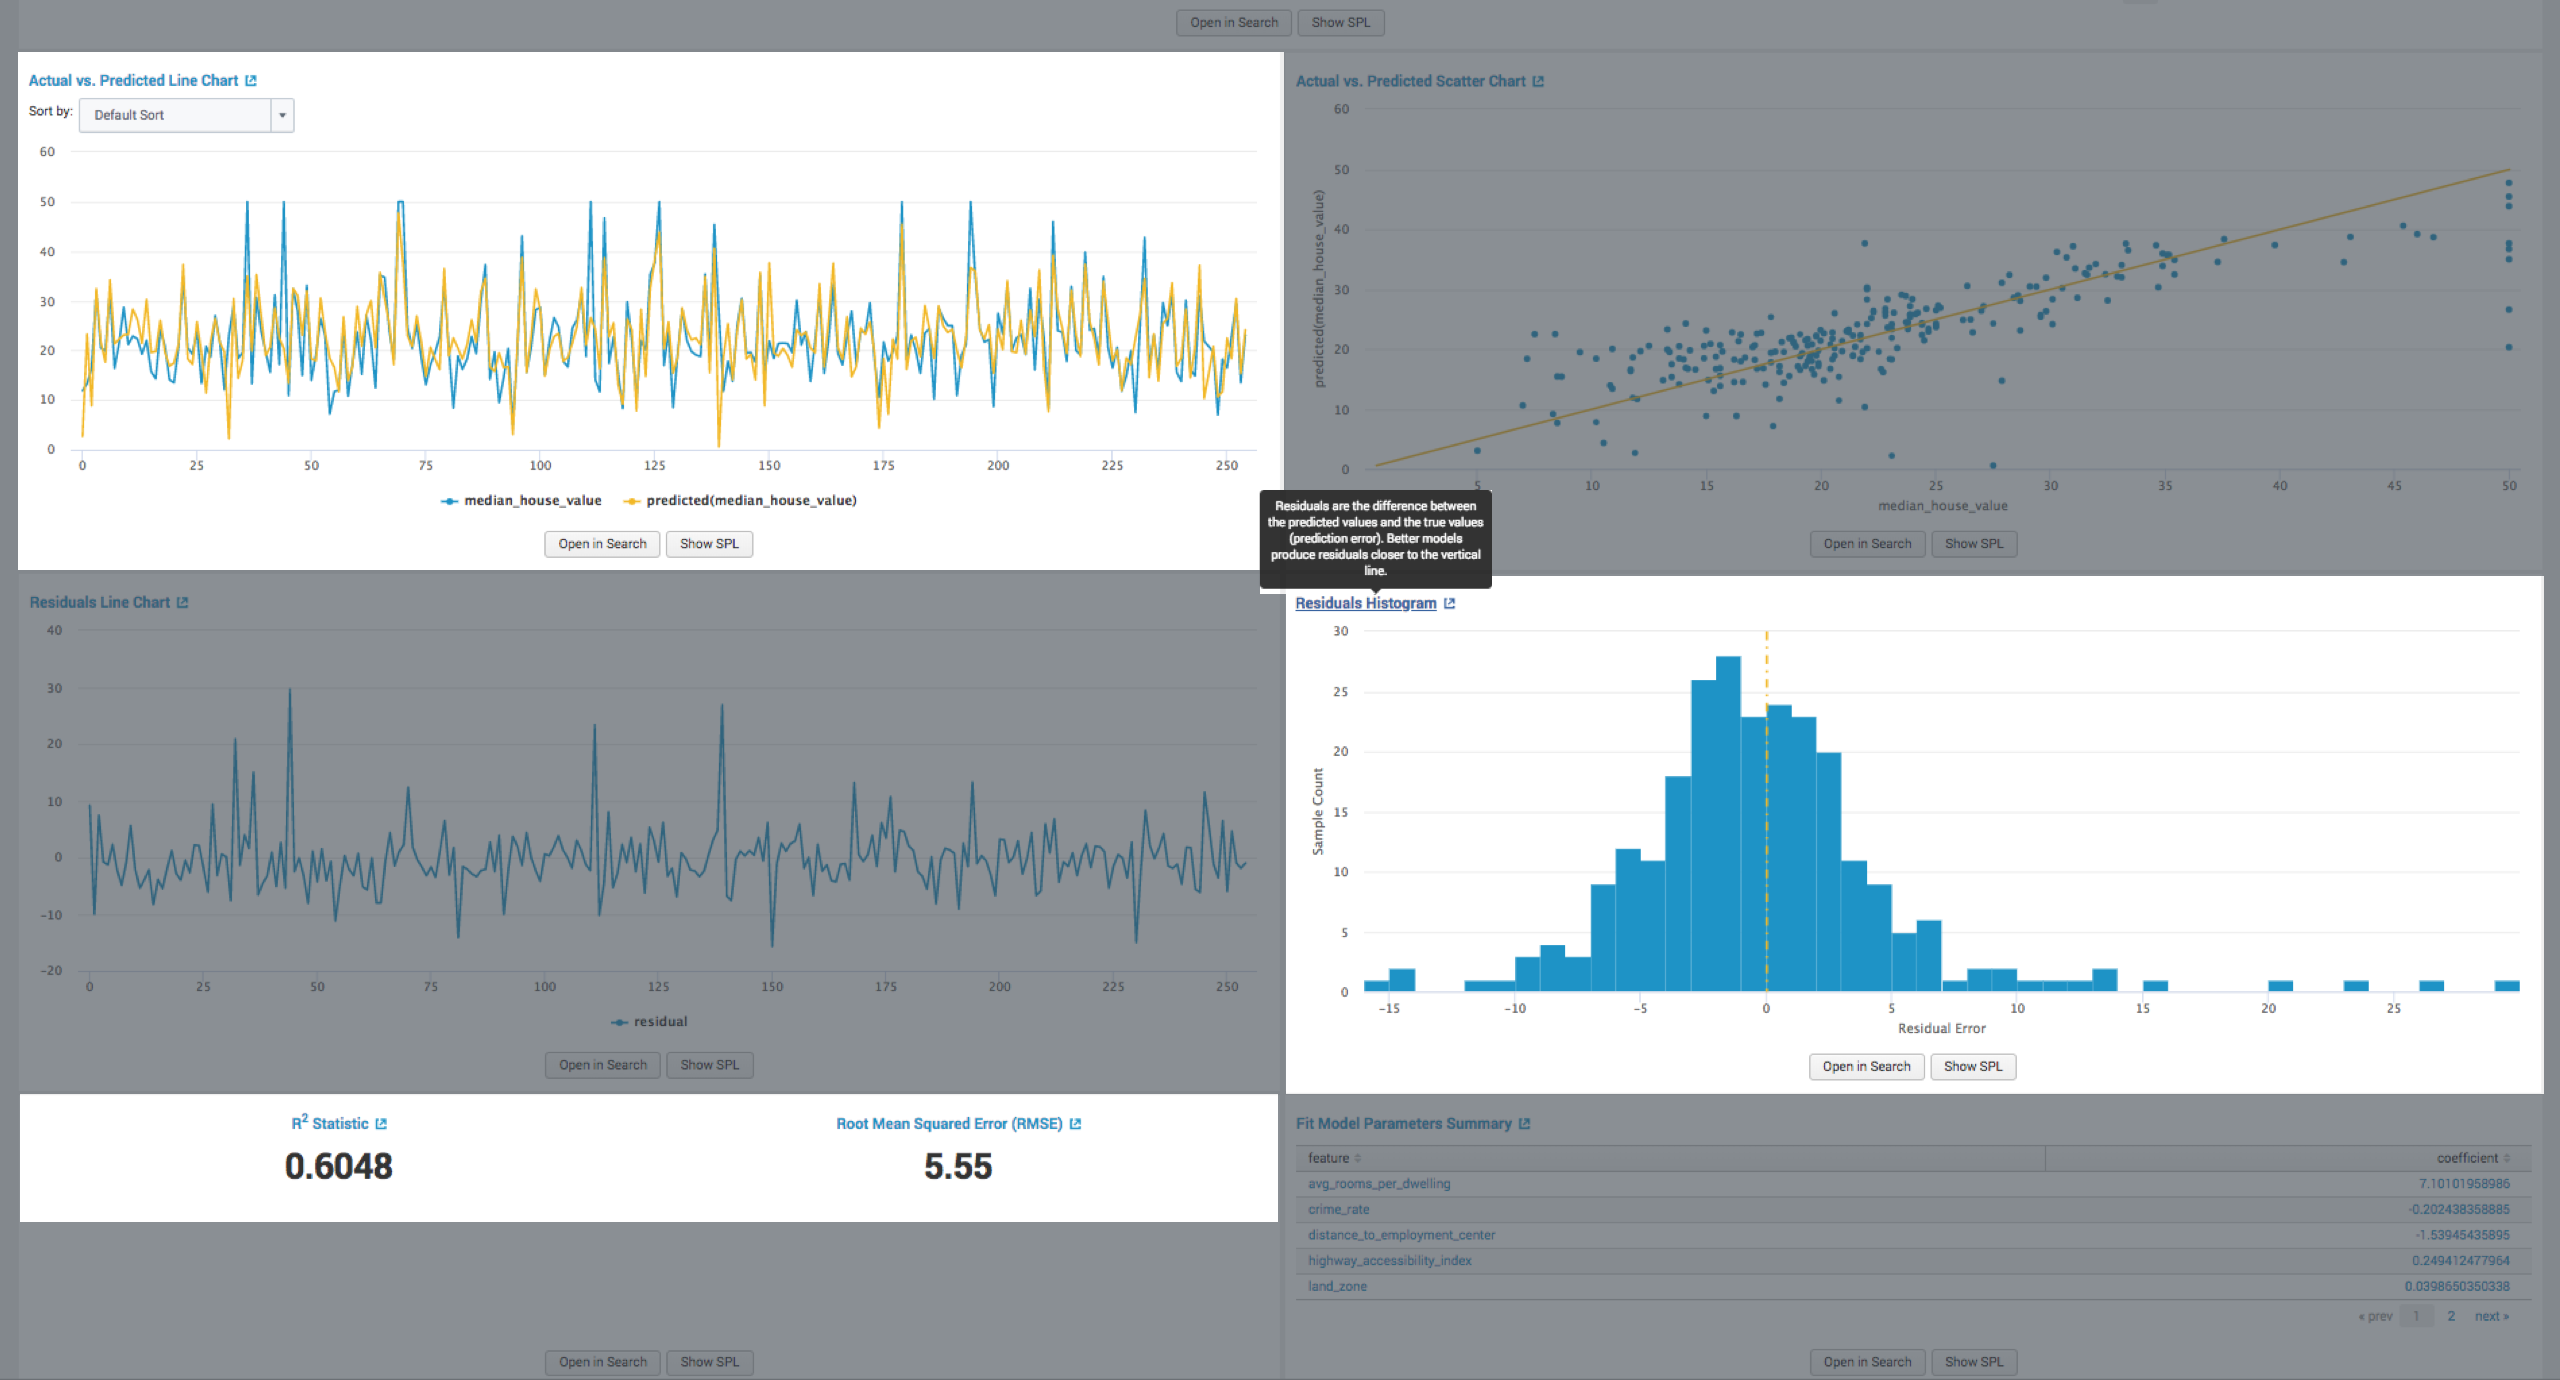 Open in Search Show SPL
Actual vs. Predicted Line Chart
Sort by: Default Sort
60
50
40
30
20
10
0
0 25 50 75 100 125 150 175 200 225 250
median_house_value predicted(median_house_value)
Open in Search Show SPL
Actual vs. Predicted Scatter Chart
predicted(median_house_value)
60
50
40
30
20
10
0
5 10 15 20 25 30 35 40 45 50
median_house_value
Open in Search Show SPL
Residuals are the difference between
the predicted values and the true values
(prediction error). Better models
produce residuals closer to the vertical
line.
Residuals Line Chart
40
30
20
10
0
-10
-20
0 25 50 75 100 125 150 175 200 225 250
residual
Open in Search Show SPL
Residuals Histogram
Sample Count
30
25
20
15
10
5
0
-15 -10 -5 0 5 10 15 20 25
Residual Error
Open in Search Show SPL
R2 Statistic
0.6048
Root Mean Squared Error (RMSE)
5.55
Open in Search Show SPL
Fit Model Parameters Summary
feature coefficient
avg_rooms_per_dwelling 7.10101958986
crime_rate -0.202438358885
distance_to_employment_center -1.53945435895
highway_accessibility_index 0.249412477964
land_zone 0.0398650350338
« prev 1 2 next »
Open in Search Show SPL